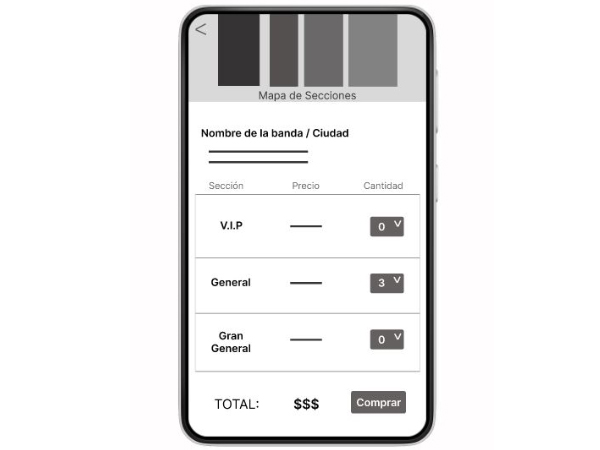 <
Mapa de Secciones
Nombre de la banda / Ciudad
Sección Precio Cantidad
V.I.P 0
General 3
Gran
General 0
TOTAL: $$$ Comprar